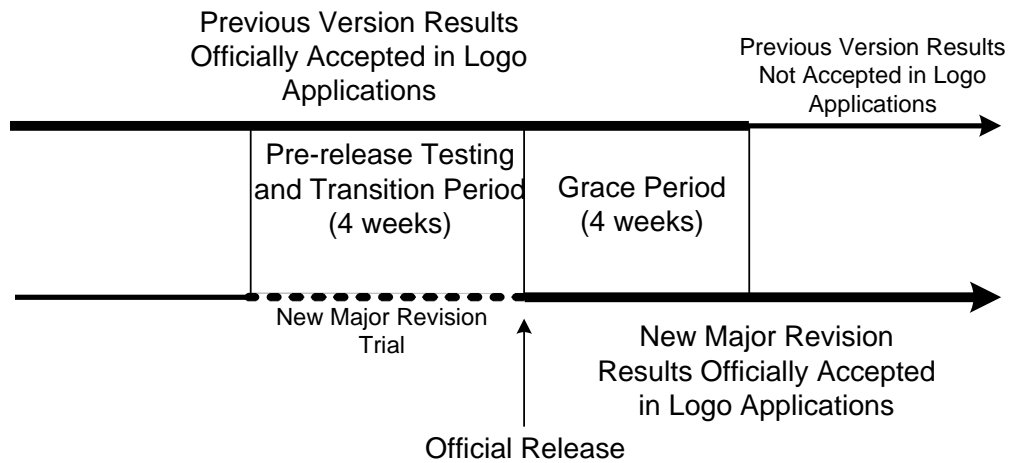 Previous Version Results
Officially Accepted in Logo
Applications
Previous Version Results
Not Accepted in Logo
Applications
Pre-release Testing
and Transition Period
(4 weeks)
Grace Period
(4 weeks)
New Major Revision
Trial
New Major Revision
Results Officially Accepted
in Logo Applications
Official Release